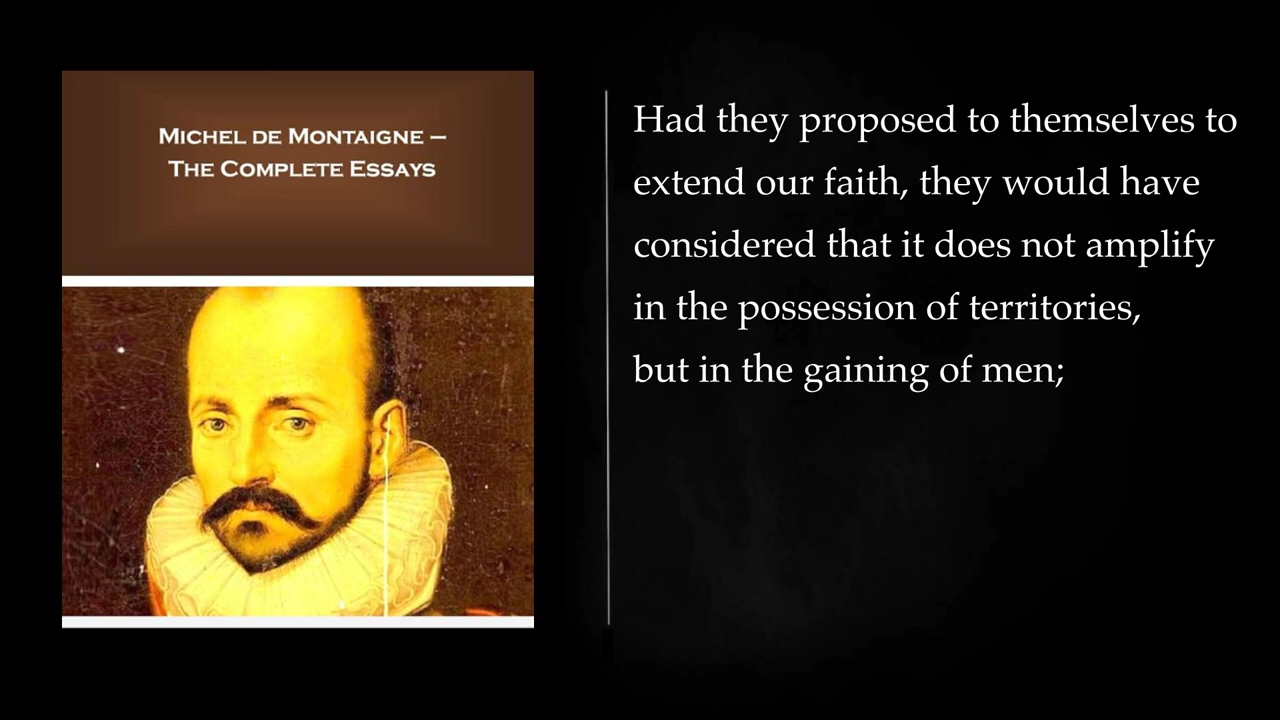 MICHEL DE MONTAIGNE –
THE COMPLETE ESSAYS
Had they proposed to themselves to
extend our faith, they would have
considered that it does not amplify
in the possession of territories,
but in the gaining of men;